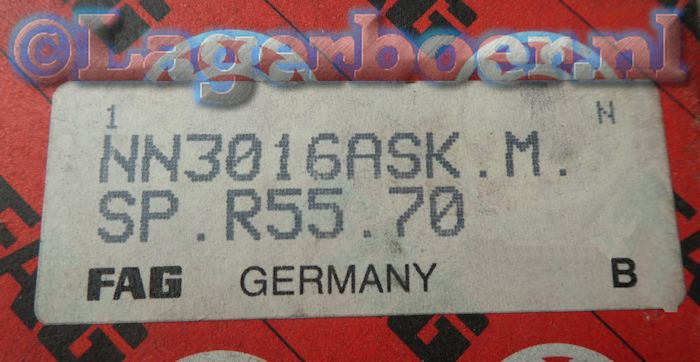 ©Lagerboer.nl
1 N
NN3016ASK.M.
SP.R55.70
FAG GERMANY B